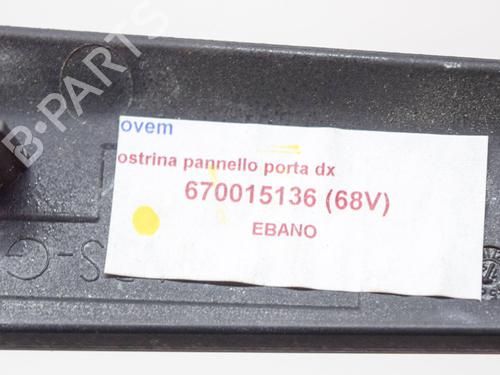 B-PARTS
ovem
ostrina pannello porta dx
670015136 (68V)
EBANO